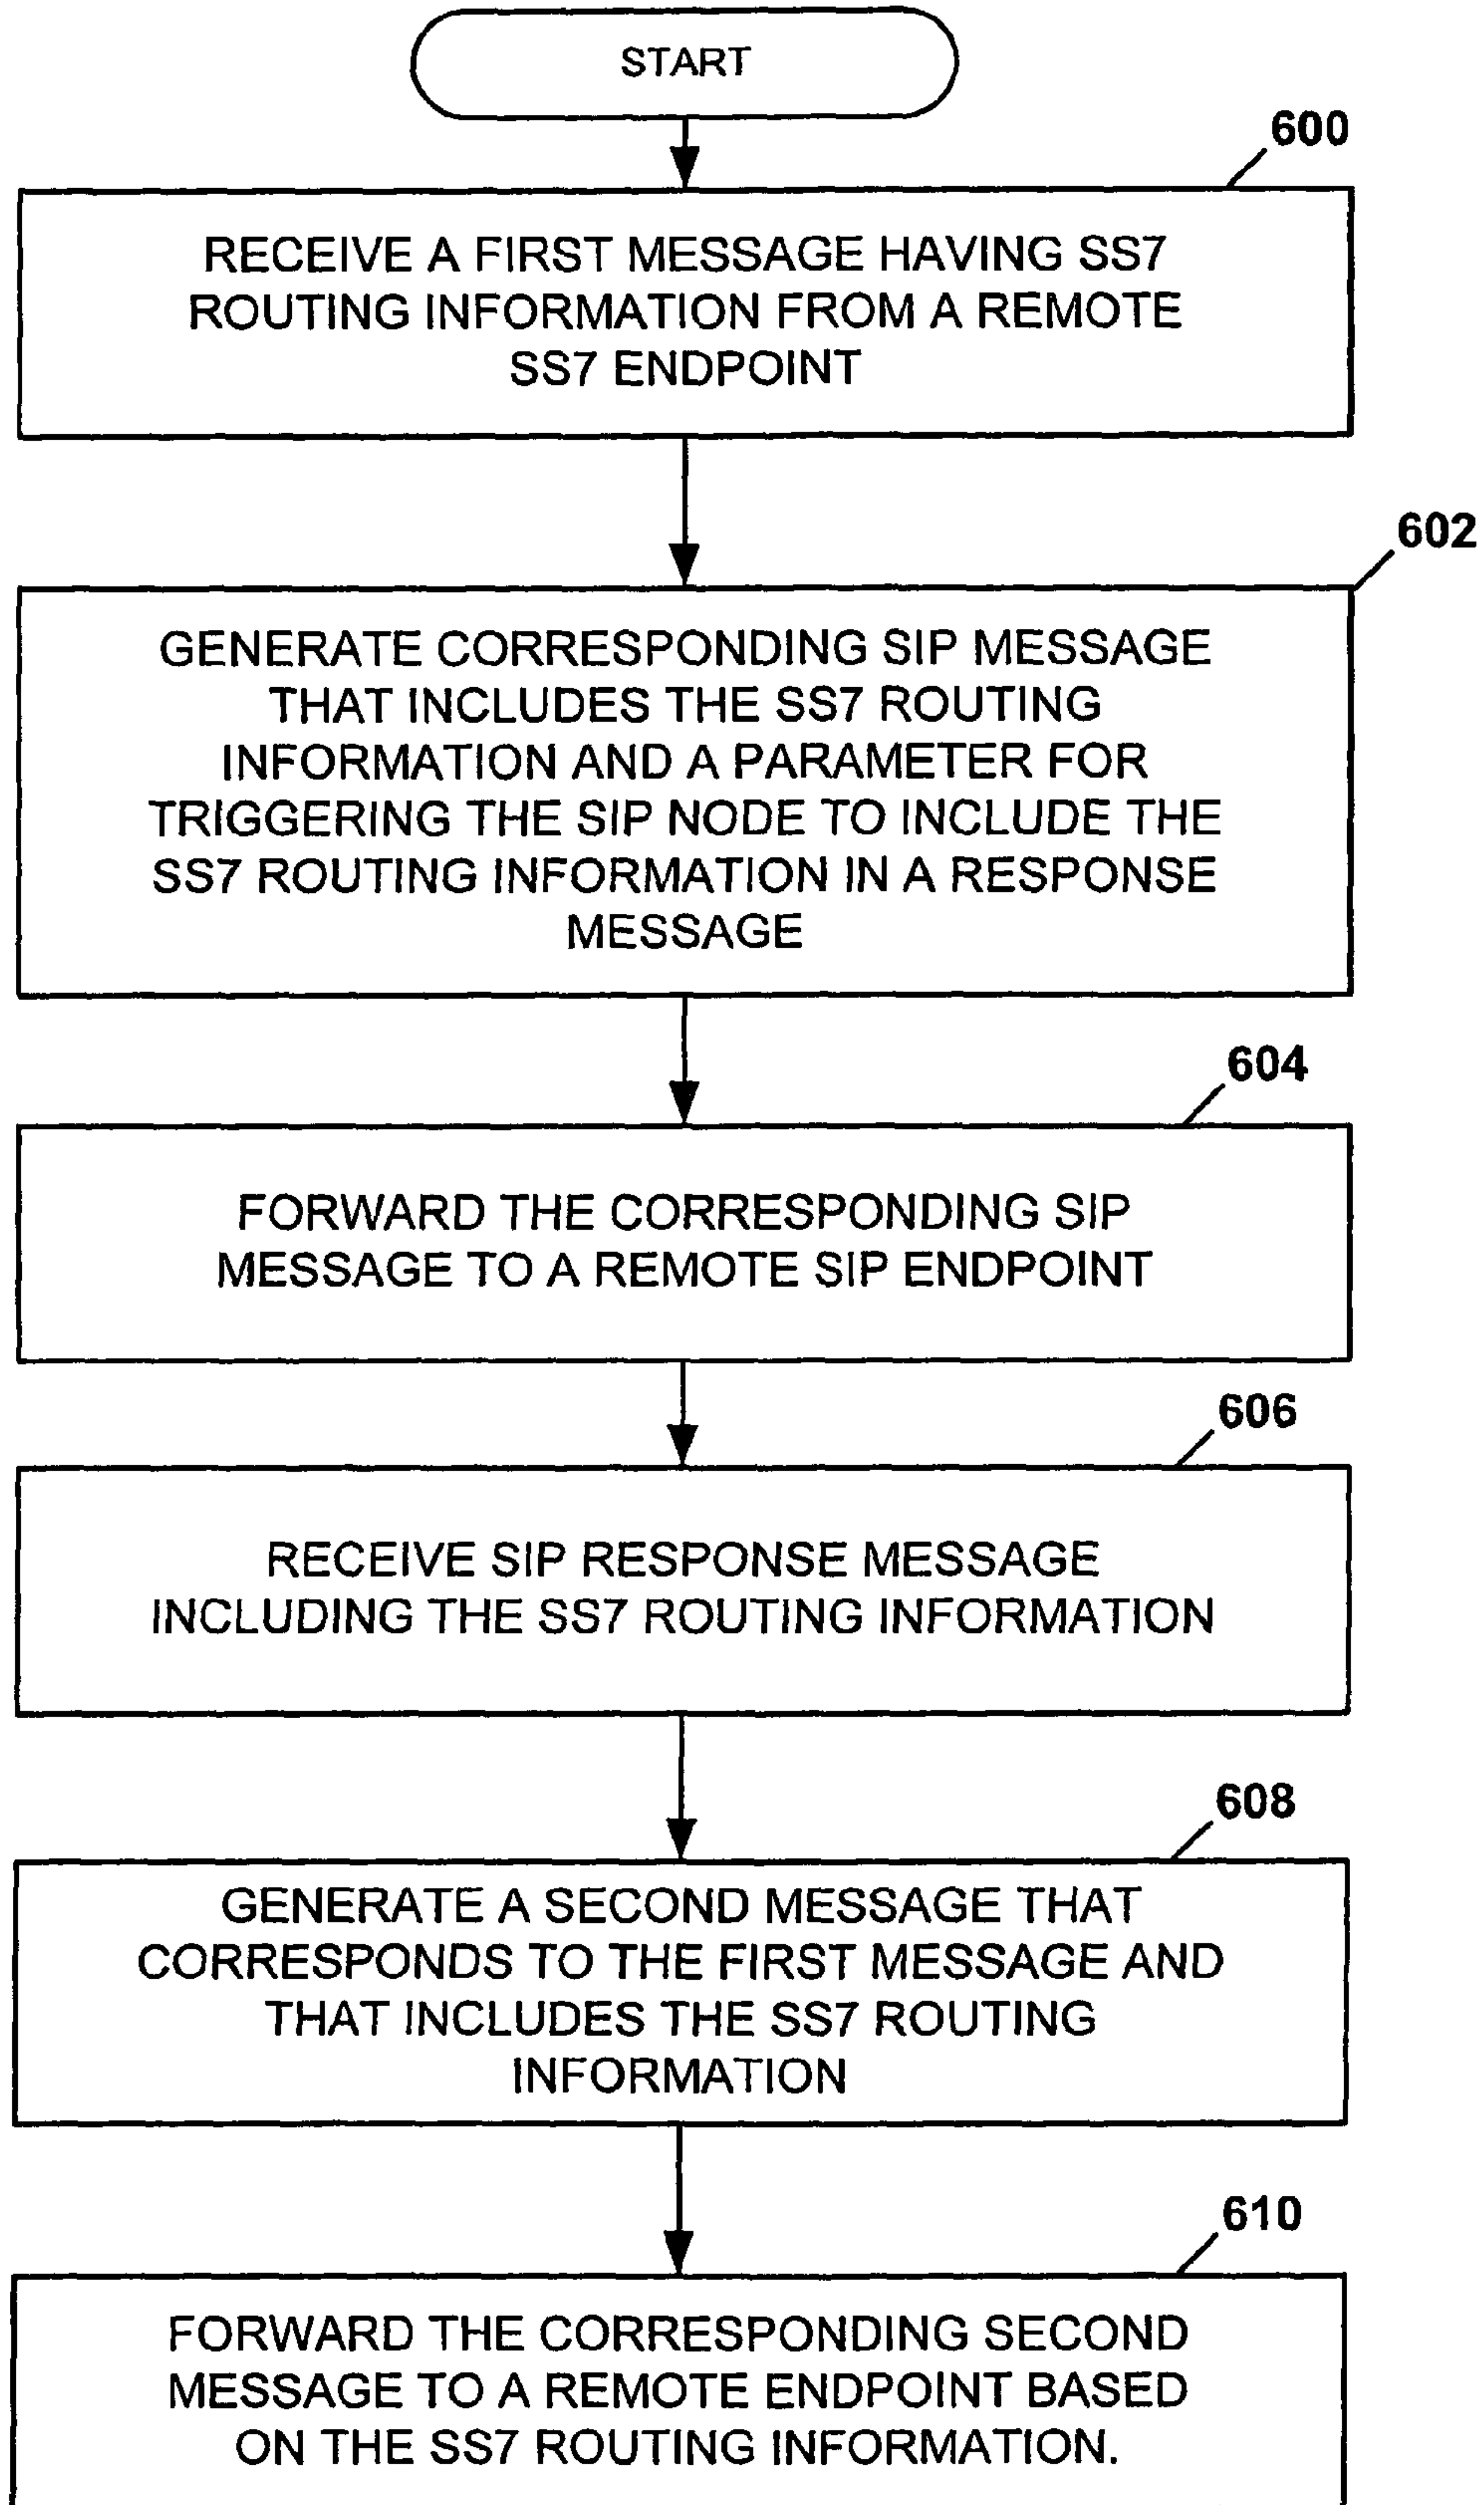 START
600
RECEIVE A FIRST MESSAGE HAVING SS7
ROUTING INFORMATION FROM A REMOTE
SS7 ENDPOINT
602
GENERATE CORRESPONDING SIP MESSAGE
THAT INCLUDES THE SS7 ROUTING
INFORMATION AND A PARAMETER FOR
TRIGGERING THE SIP NODE TO INCLUDE THE
SS7 ROUTING INFORMATION IN A RESPONSE
MESSAGE
604
FORWARD THE CORRESPONDING SIP
MESSAGE TO A REMOTE SIP ENDPOINT
606
RECEIVE SIP RESPONSE MESSAGE
INCLUDING THE SS7 ROUTING INFORMATION
608
GENERATE A SECOND MESSAGE THAT
CORRESPONDS TO THE FIRST MESSAGE AND
THAT INCLUDES THE SS7 ROUTING
INFORMATION
610
FORWARD THE CORRESPONDING SECOND
MESSAGE TO A REMOTE ENDPOINT BASED
ON THE SS7 ROUTING INFORMATION.